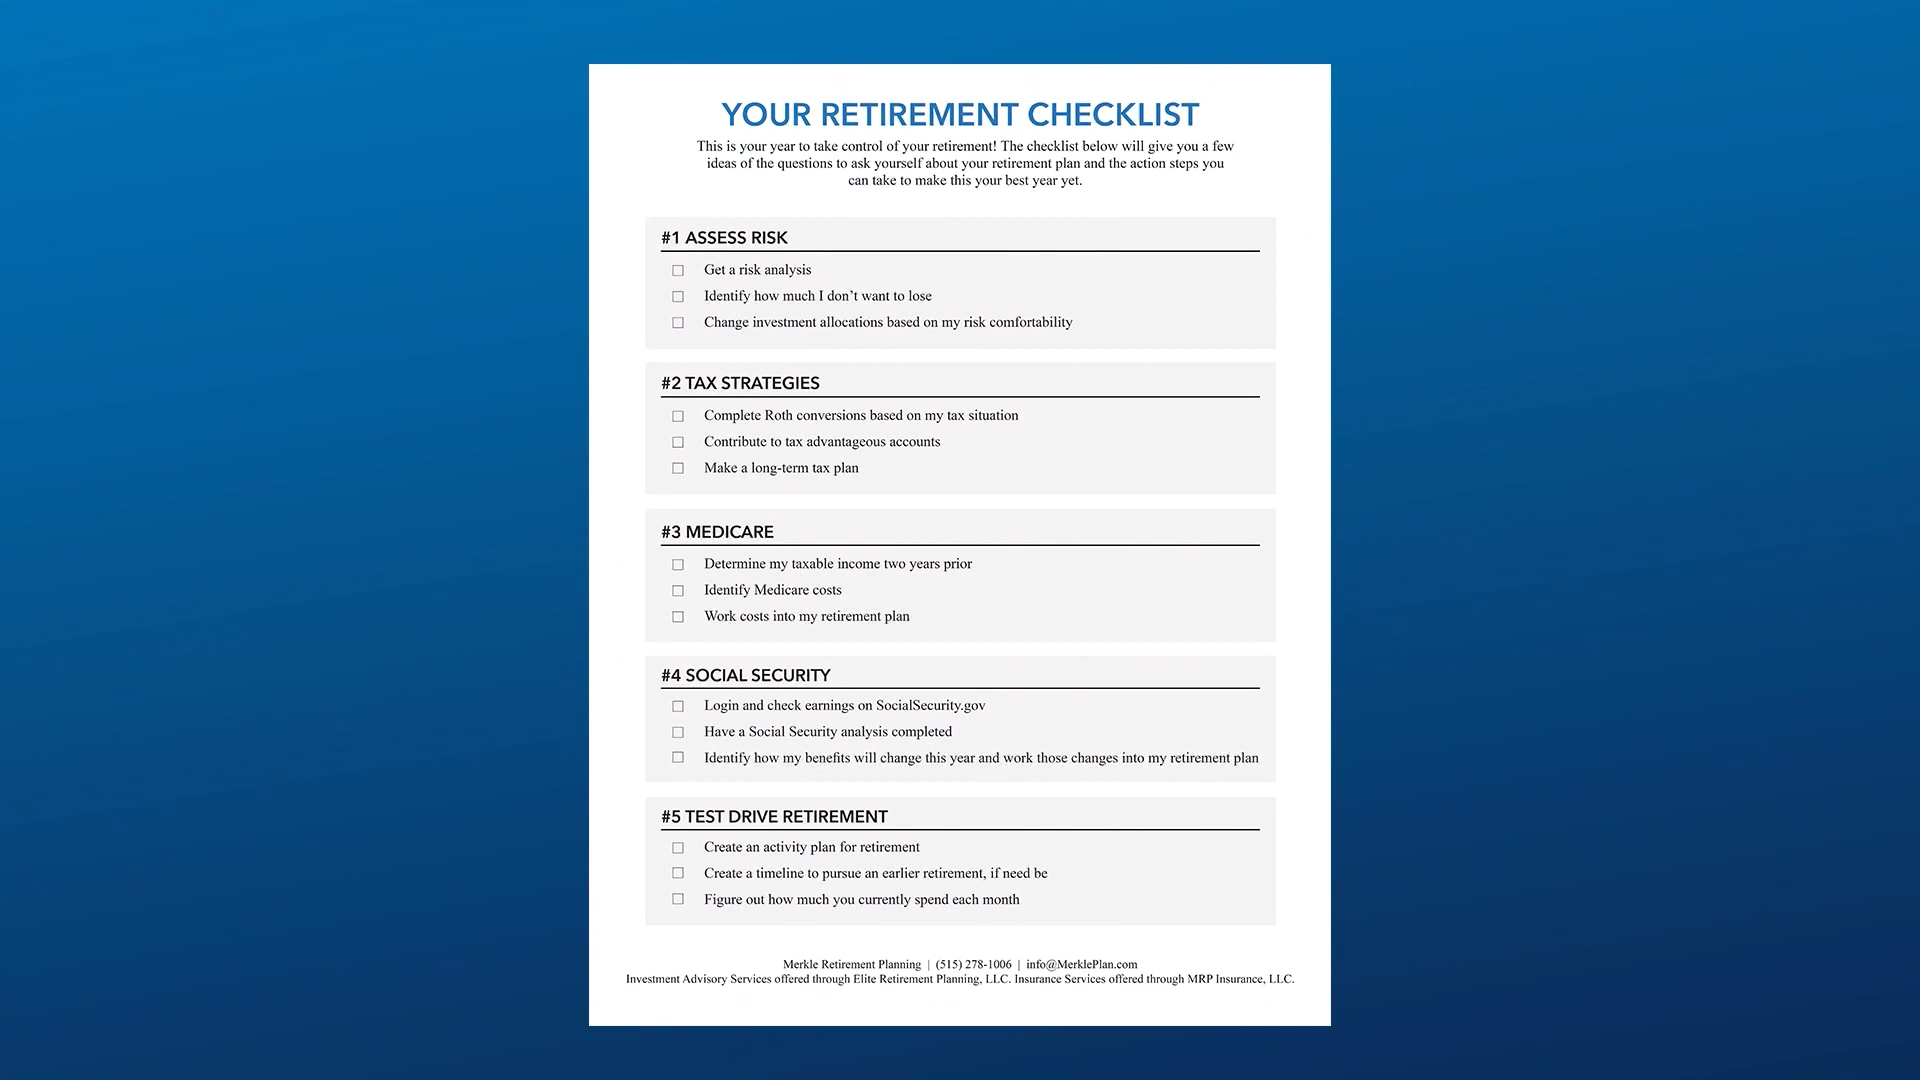 YOUR RETIREMENT CHECKLIST
This is your year to take control of your retirement! The checklist below will give you a few
ideas of the questions to ask yourself about your retirement plan and the action steps you
can take to make this your best year yet.
#1 ASSESS RISK
Get a risk analysis
Identify how much I don’t want to lose
Change investment allocations based on my risk comfortability
#2 TAX STRATEGIES
Complete Roth conversions based on my tax situation
Contribute to tax advantageous accounts
Make a long-term tax plan
#3 MEDICARE
Determine my taxable income two years prior
Identify Medicare costs
Work costs into my retirement plan
#4 SOCIAL SECURITY
Login and check earnings on SocialSecurity.gov
Have a Social Security analysis completed
Identify how my benefits will change this year and work those changes into my retirement plan
#5 TEST DRIVE RETIREMENT
Create an activity plan for retirement
Create a timeline to pursue an earlier retirement, if need be
Figure out how much you currently spend each month
Merkle Retirement Planning | (515) 278-1006 | info@MerklePlan.com
Investment Advisory Services offered through Elite Retirement Planning, LLC. Insurance Services offered through MRP Insurance, LLC.